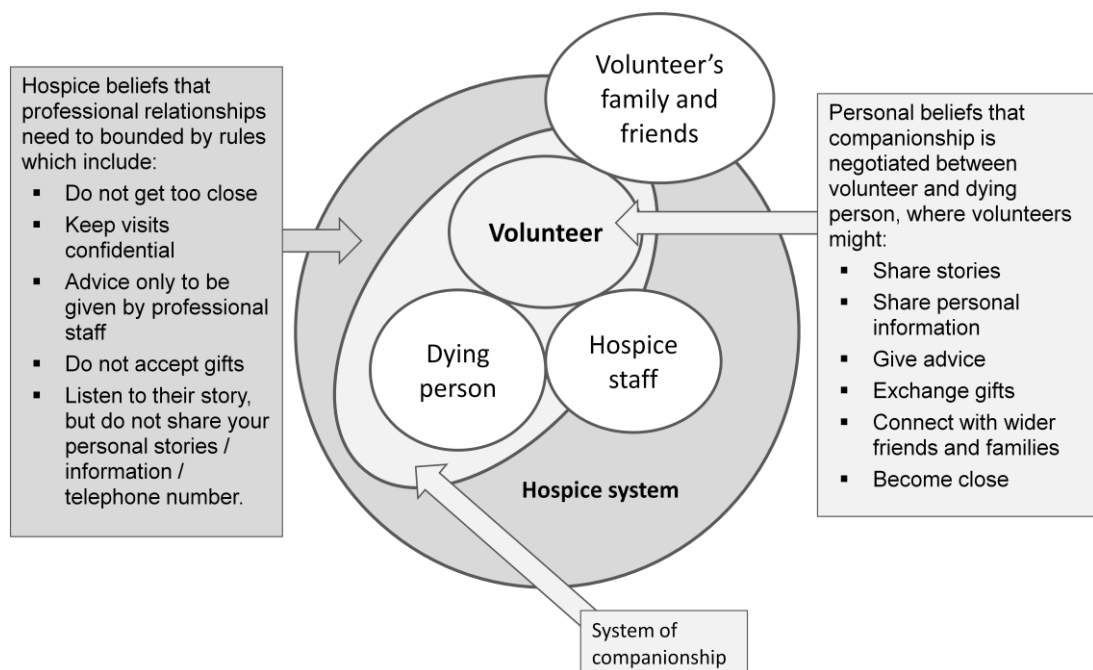 Hospice beliefs that
professional relationships
need to bounded by rules
which include:
▪ Do not get too close
▪ Keep visits
confidential
▪ Advice only to be
given by professional
staff
▪ Do not accept gifts
▪ Listen to their story,
but do not share your
personal stories /
information /
telephone number.
Volunteer's
family and
friends
Volunteer
Dying
person
Hospice
staff
Hospice system
System of
companionship
Personal beliefs that
companionship is
negotiated between
volunteer and dying
person, where volunteers
might:
▪ Share stories
▪ Share personal
information
▪ Give advice
▪ Exchange gifts
▪ Connect with wider
friends and families
▪ Become close